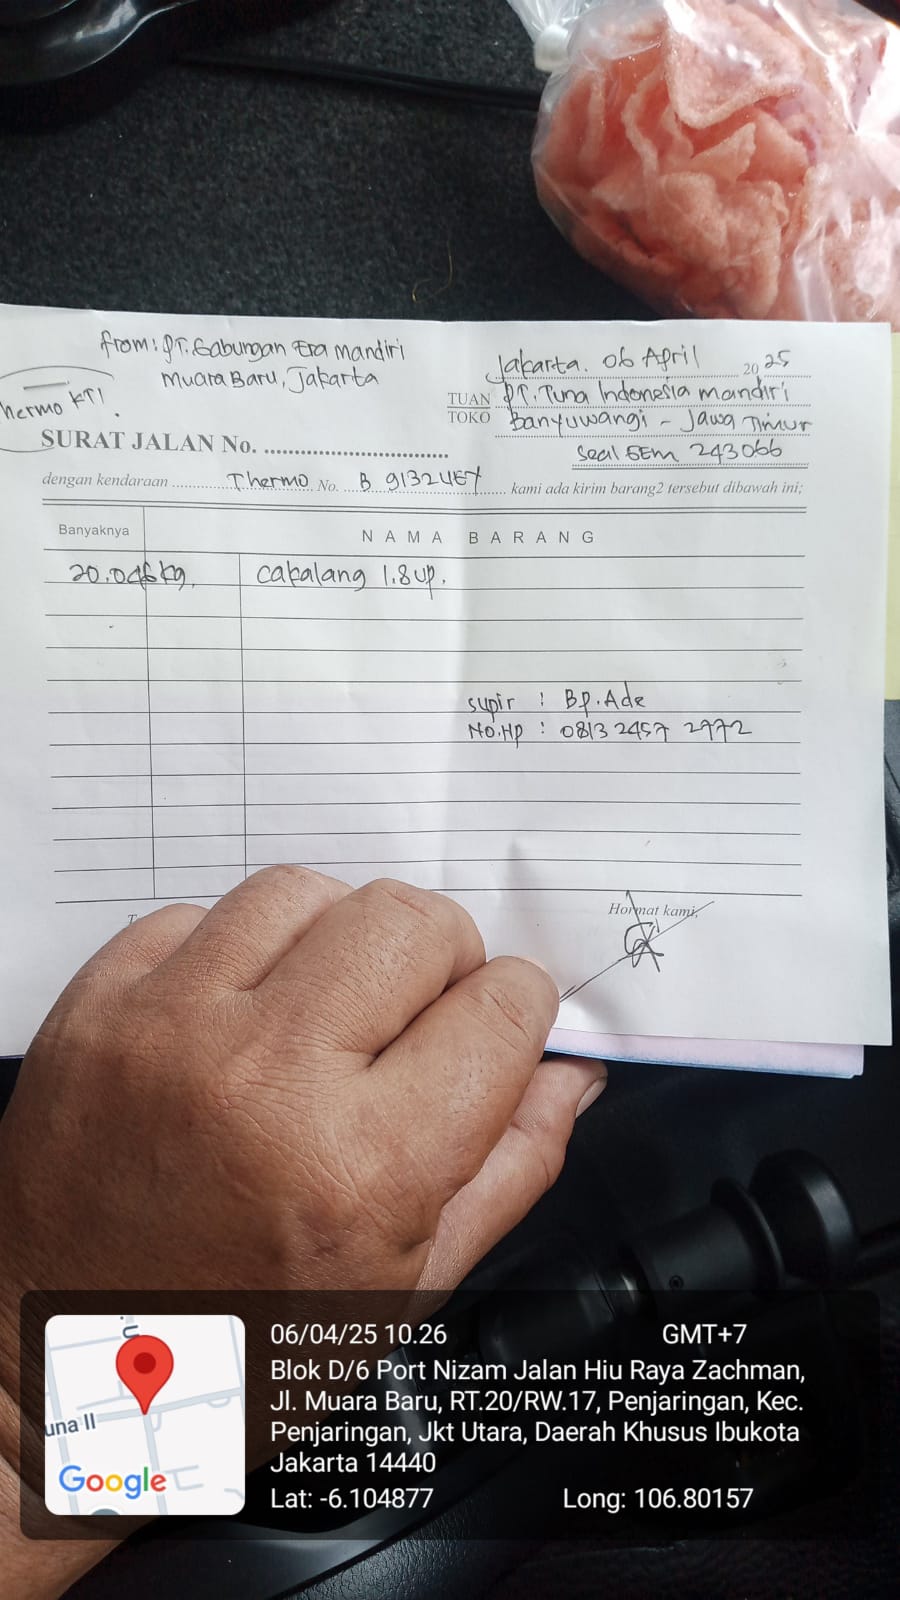 from: PT. Gabungan Era Mandiri
Muara Baru, Jakarta
Thermo KTI.
Jakarta. 06 April 2025
TUAN
TOKO
PT. Tuna Indonesia mandiri
Banyuwangi - Jawa Timur
Seal SEm 243066
SURAT JALAN No.
dengan kendaraan Thermo No. B 9132 kami ada kirim barang2 tersebut dibawah ini;
Banyaknya
NAMA BARANG
20.046 kg. cakalang 1.8 up.
supir : Bp. Ade
No. Hp : 0813 2457 2772
Hormat kami,
06/04/25 10.26 GMT+7
Blok D/6 Port Nizam Jalan Hiu Raya Zachman,
Jl. Muara Baru, RT.20/RW.17, Penjaringan, Kec.
Penjaringan, Jkt Utara, Daerah Khusus Ibukota
Jakarta 14440
Lat: -6.104877 Long: 106.80157
una II
Google